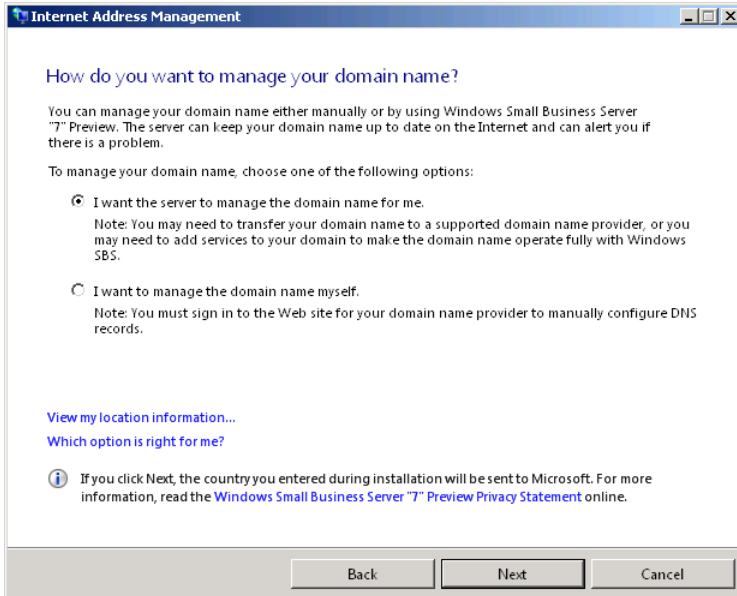 Internet Address Management
How do you want to manage your domain name?
You can manage your domain name either manually or by using Windows Small Business Server
"7" Preview. The server can keep your domain name up to date on the Internet and can alert you if
there is a problem.
To manage your domain name, choose one of the following options:
I want the server to manage the domain name for me.
Note: You may need to transfer your domain name to a supported domain name provider, or you
may need to add services to your domain to make the domain name operate fully with Windows
SBS.
I want to manage the domain name myself.
Note: You must sign in to the Web site for your domain name provider to manually configure DNS
records.
View my location information...
Which option is right for me?
If you click Next, the country you entered during installation will be sent to Microsoft. For more
information, read the Windows Small Business Server "7" Preview Privacy Statement online.
Back Next Cancel